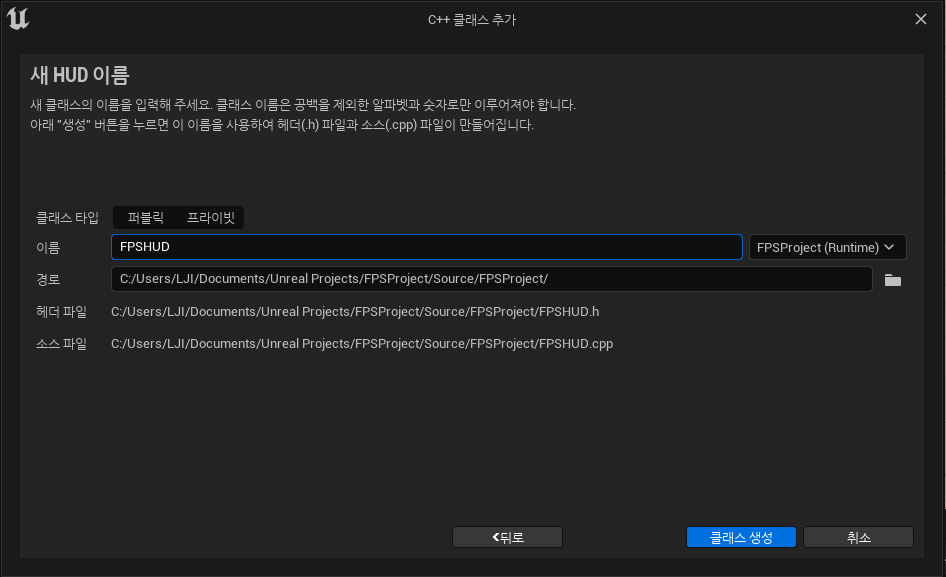 C++ 클래스 추가
새 HUD 이름
새 클래스의 이름을 입력해 주세요. 클래스 이름은 공백을 제외한 알파벳과 숫자로만 이루어져야 합니다.
아래 "생성" 버튼을 누르면 이 이름을 사용하여 헤더(.h) 파일과 소스(.cpp) 파일이 만들어집니다.
클래스 타입 퍼블릭 프라이빗
이름 FPSHUD FPSProject (Runtime)
경로 C:/Users/LJI/Documents/Unreal Projects/FPSProject/Source/FPSProject/
헤더 파일 C:/Users/LJI/Documents/Unreal Projects/FPSProject/Source/FPSProject/FPSHUD.h
소스 파일 C:/Users/LJI/Documents/Unreal Projects/FPSProject/Source/FPSProject/FPSHUD.cpp
뒤로 클래스 생성 취소